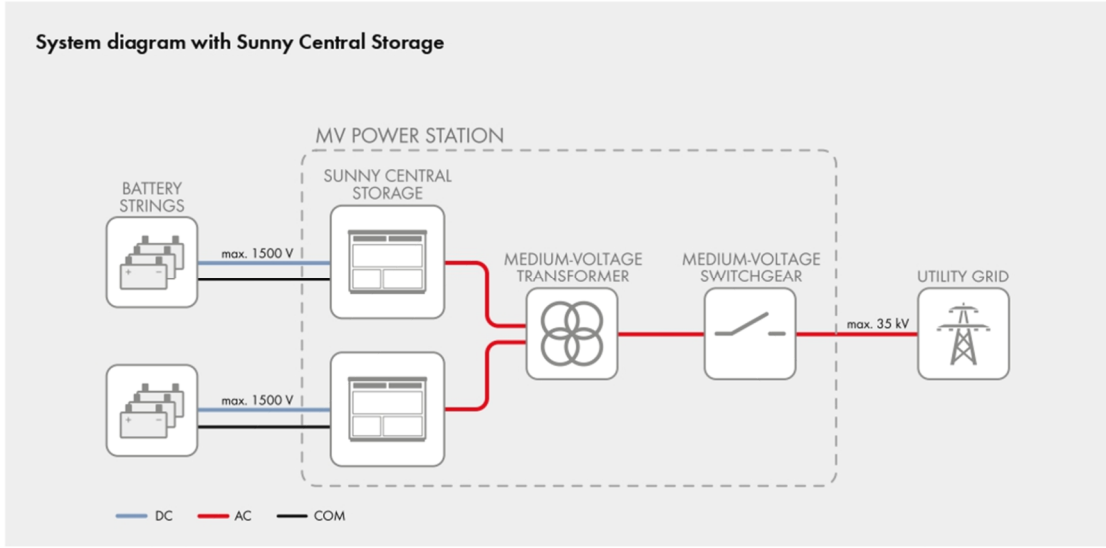 System diagram with Sunny Central Storage
MV POWER STATION
BATTERY
STRINGS
SUNNY CENTRAL
STORAGE
max. 1500 V
MEDIUM-VOLTAGE
TRANSFORMER
MEDIUM-VOLTAGE
SWITCHGEAR
UTILITY GRID
max. 35 kV
max. 1500 V
DC
AC
COM